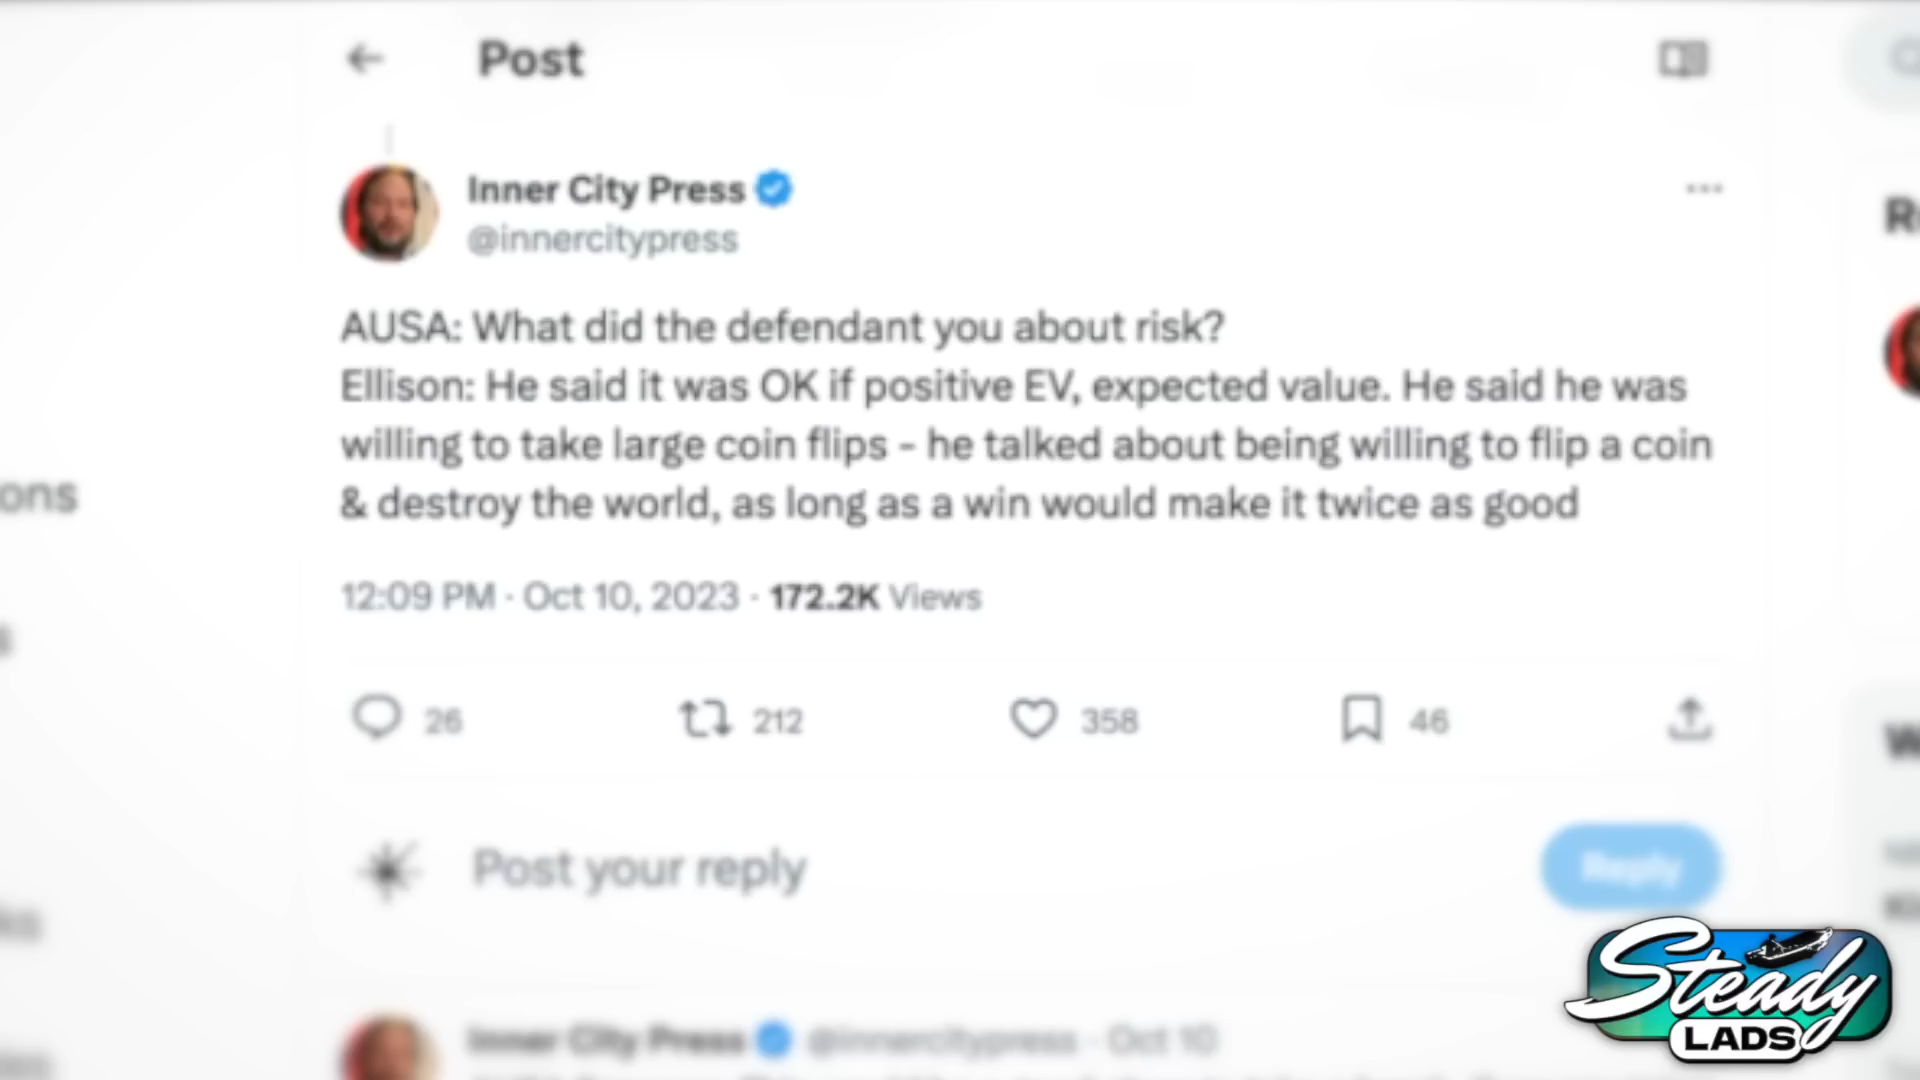 Post
Inner City Press
@innercitypress
AUSA: What did the defendant you about risk?
Ellison: He said it was OK if positive EV, expected value. He said he was
willing to take large coin flips - he talked about being willing to flip a coin
& destroy the world, as long as a win would make it twice as good
12:09 PM · Oct 10, 2023 · 172.2K Views
26 212 358 46
Post your reply
Reply
Inner City Press @innercitypress · Oct 10
ons
Steady
LADS